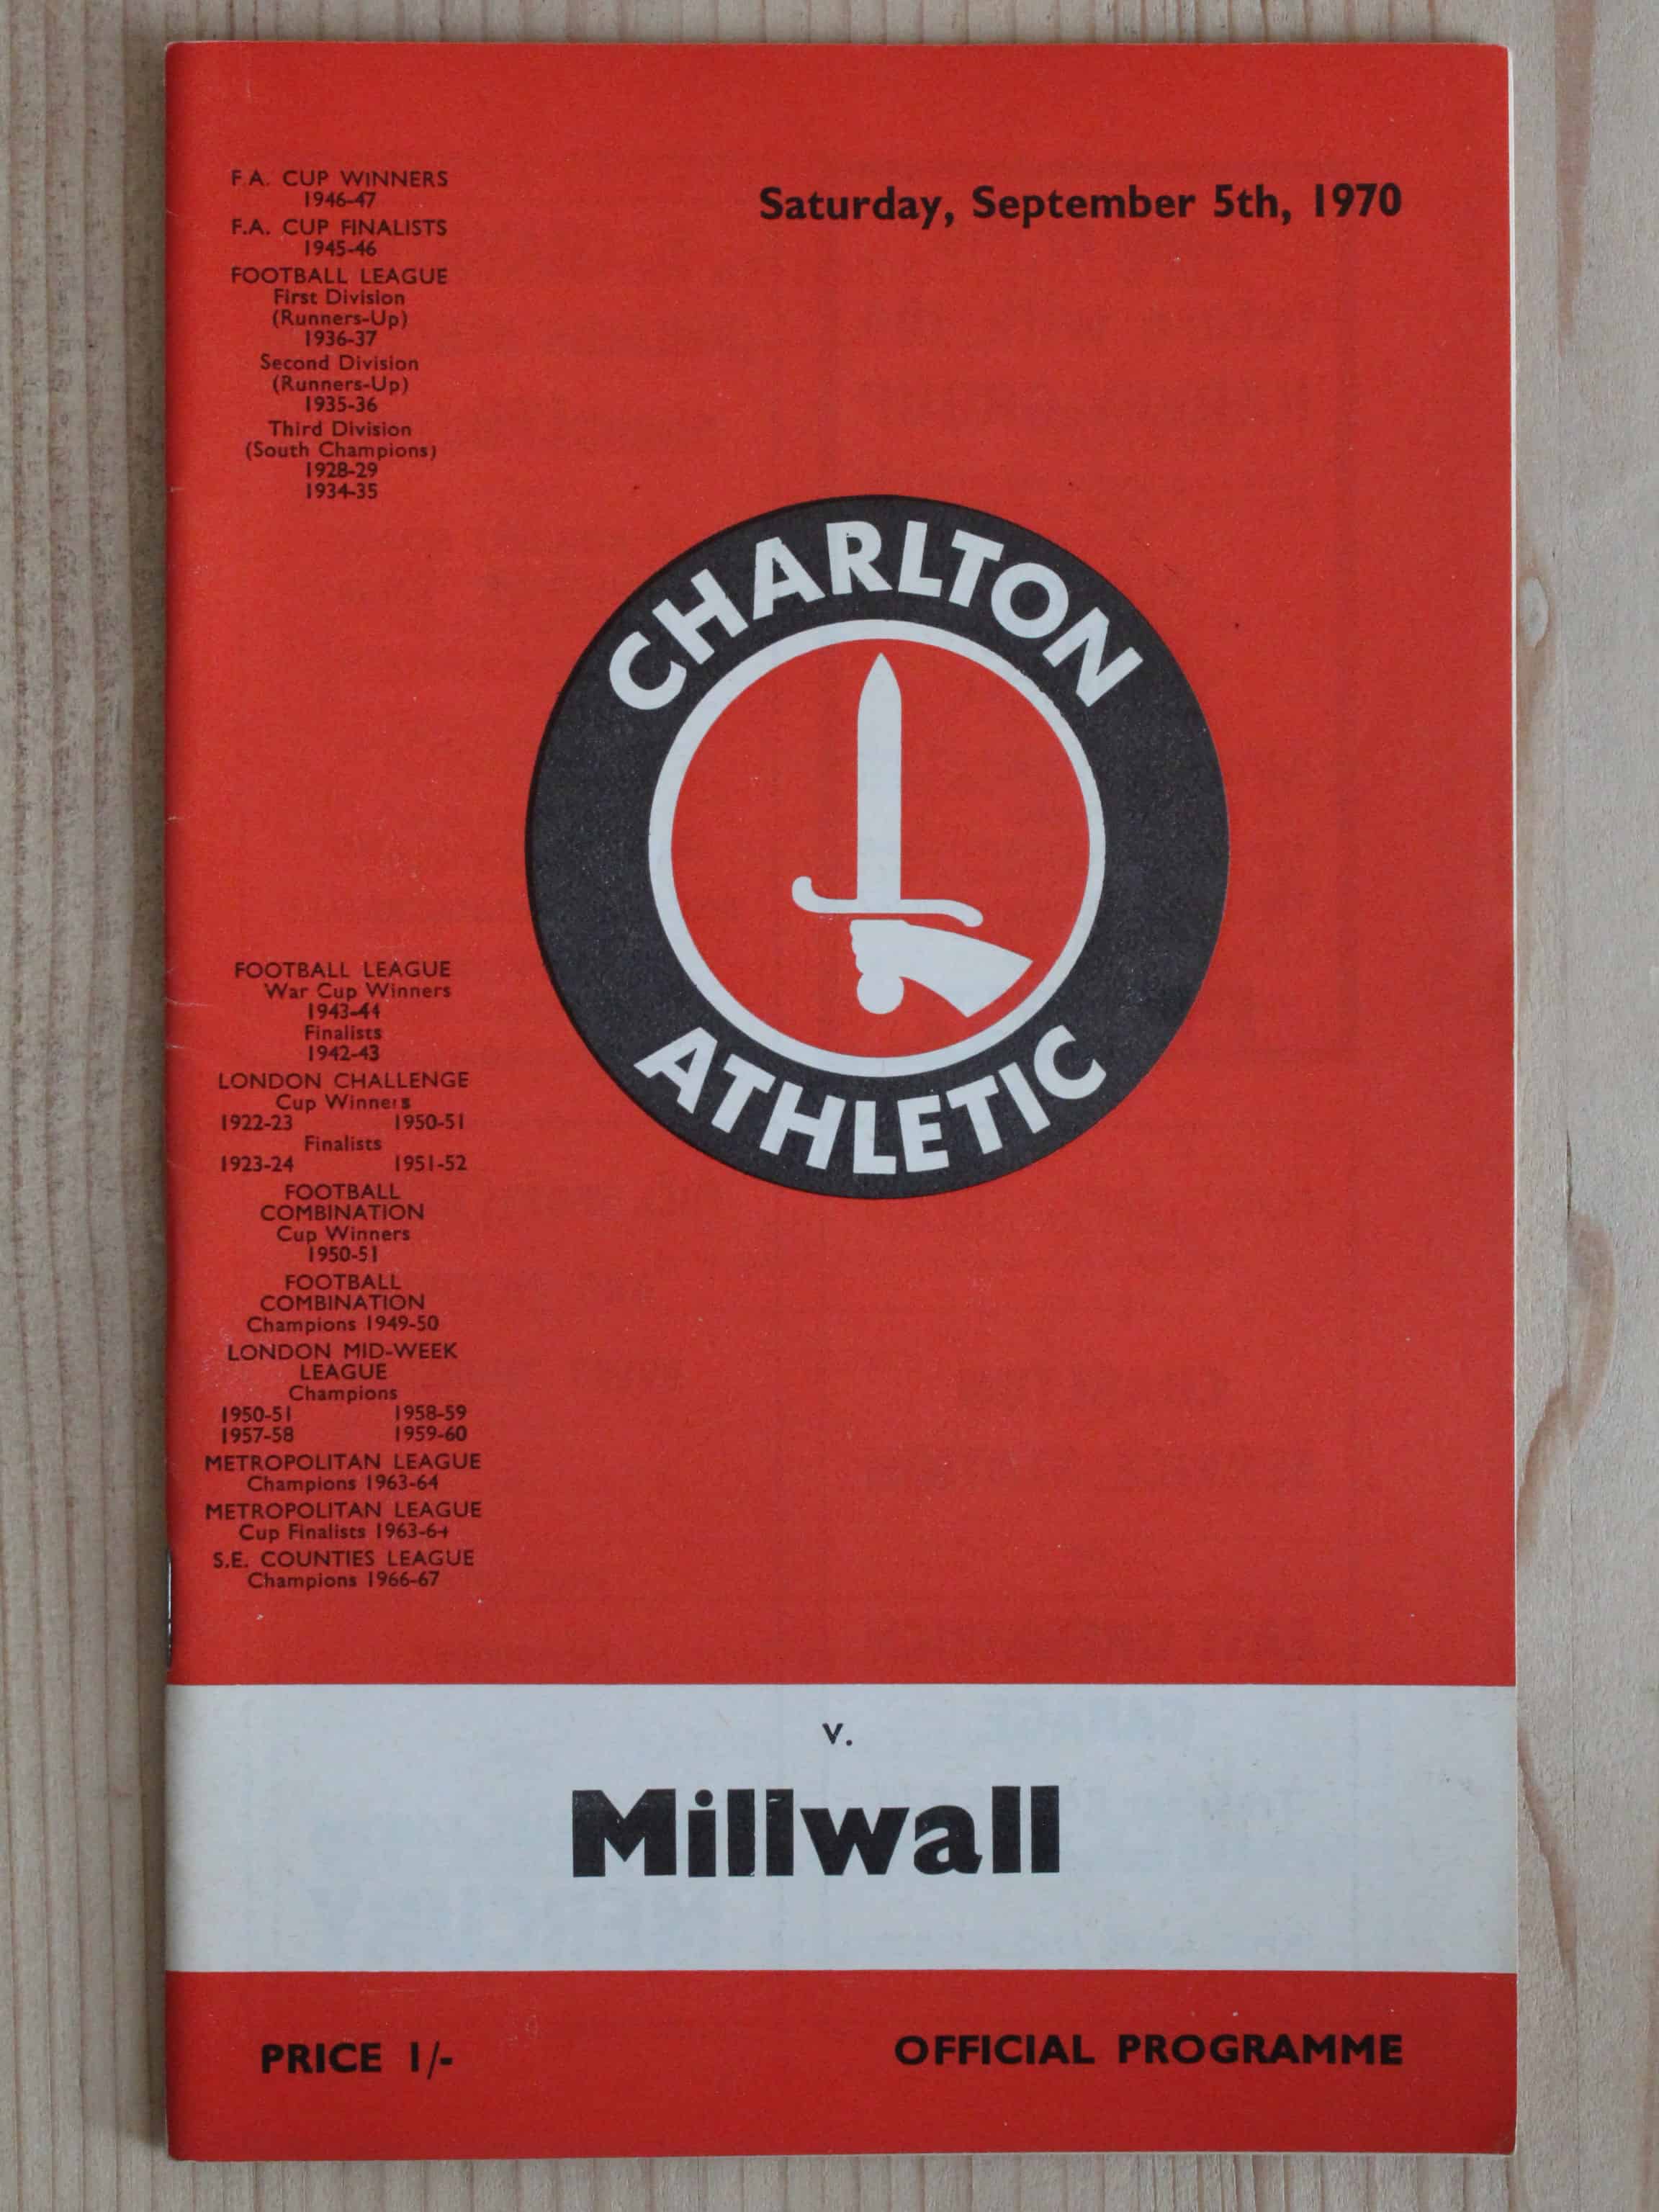 F.A. CUP WINNERS
1946-47
F.A. CUP FINALISTS
1945-46
FOOTBALL LEAGUE
First Division
(Runners-Up)
1936-37
Second Division
(Runners-Up)
1935-36
Third Division
(South Champions)
1928-29
1934-35
Saturday, September 5th, 1970
CHARLTON
ATHLETIC
FOOTBALL LEAGUE
War Cup Winners
1943-44
Finalists
1942-43
LONDON CHALLENGE
Cup Winners
1922-23 1950-51
Finalists
1923-24 1951-52
FOOTBALL
COMBINATION
Cup Winners
1950-51
FOOTBALL
COMBINATION
Champions 1949-50
LONDON MID-WEEK
LEAGUE
Champions
1950-51 1958-59
1957-58 1959-60
METROPOLITAN LEAGUE
Champions 1963-64
METROPOLITAN LEAGUE
Cup Finalists 1963-64
S.E. COUNTIES LEAGUE
Champions 1966-67
v.
Millwall
PRICE 1/-
OFFICIAL PROGRAMME